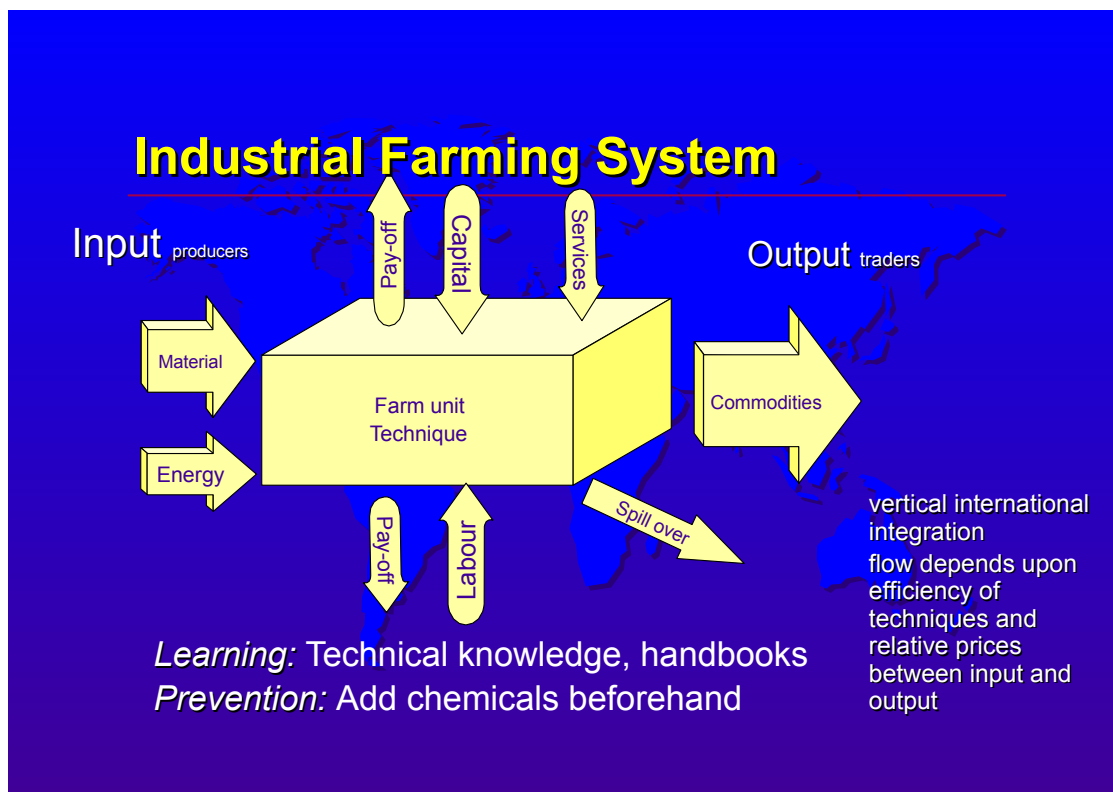 Industrial Farming System
Input producers
Output traders
Pay-off
Capital
Services
Material
Energy
Farm unit
Technique
Commodities
Pay-off
Labour
Spill over
vertical international
integration
flow depends upon
efficiency of
techniques and
relative prices
between input and
output
Learning: Technical knowledge, handbooks
Prevention: Add chemicals beforehand